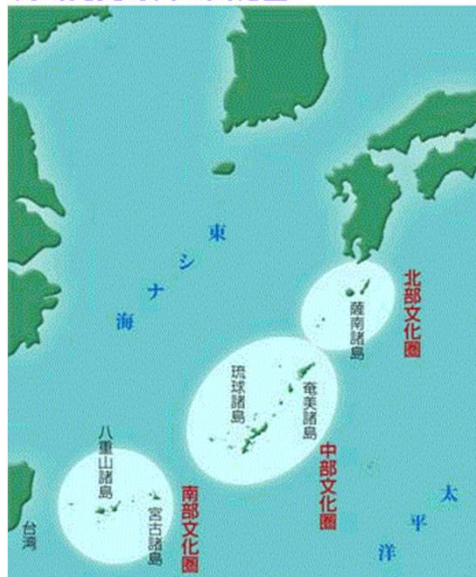 東シナ海
北部文化圏
薩南諸島
奄美諸島
琉球諸島
中部文化圏
八重山諸島
宮古諸島
南部文化圏
太平洋
台湾